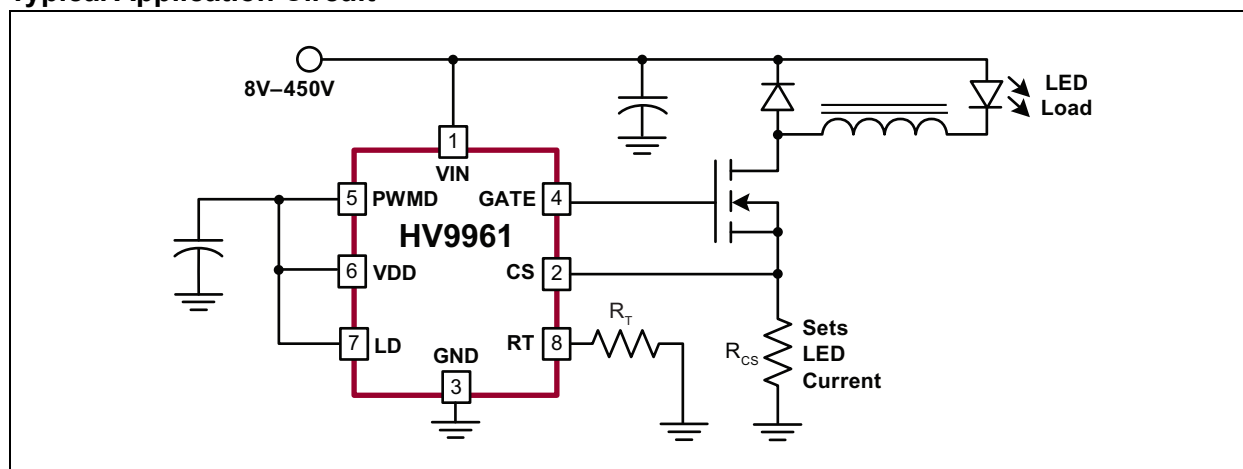 Typical Application Circuit
8V–450V
LED
Load
1
VIN
5
PWMD
GATE
4
HV9961
6
VDD
CS
2
7
LD
RT
8
R_T
GND
3
R_CS
Sets
LED
Current